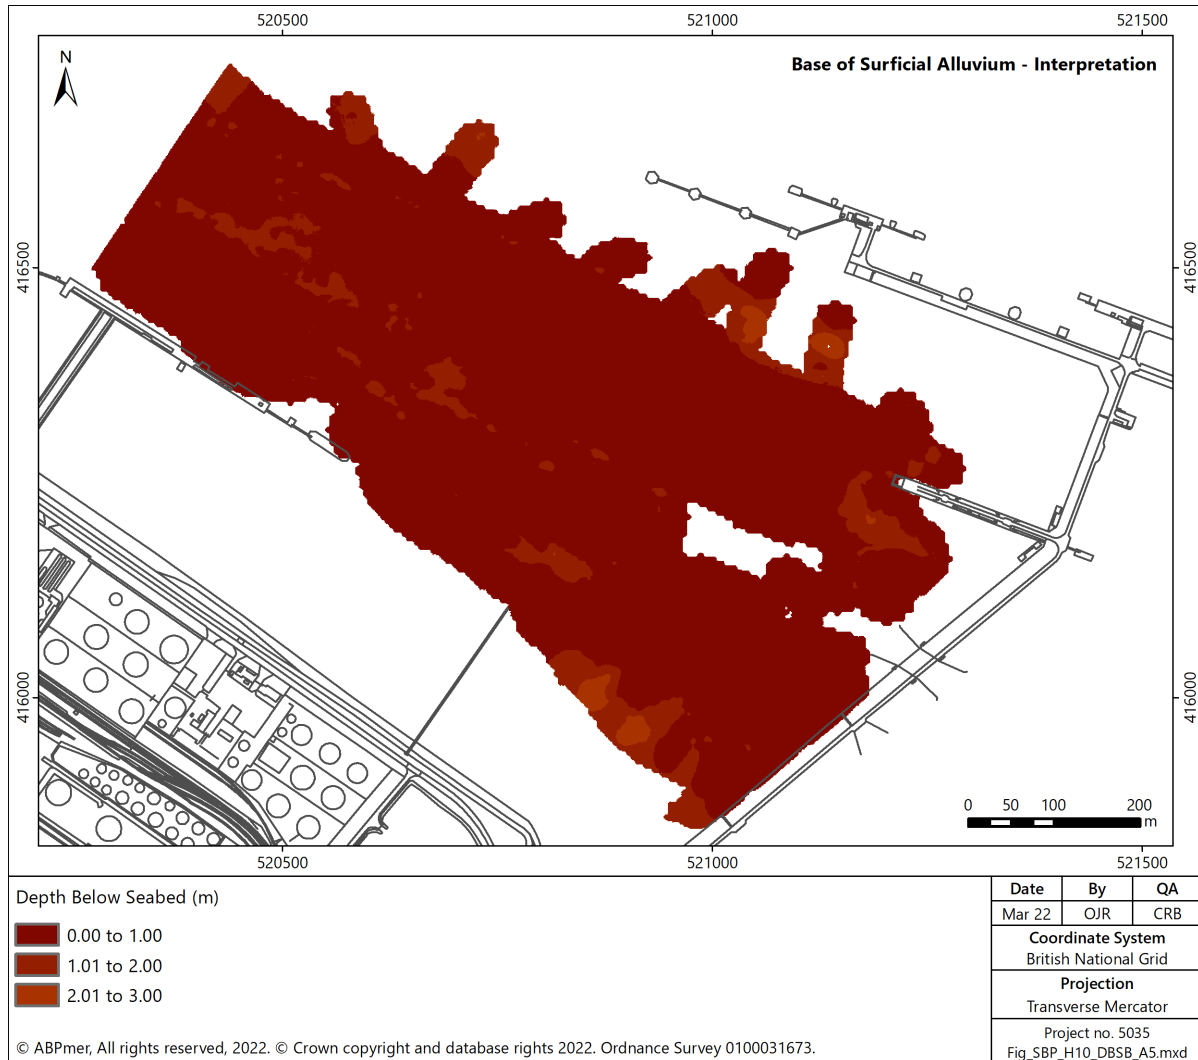 520500
521000
521500
N
Base of Surficial Alluvium - Interpretation
416500
416500
416000
416000
0 50 100 200
m
520500
521000
521500
Depth Below Seabed (m)
0.00 to 1.00
1.01 to 2.00
2.01 to 3.00
Date By QA
Mar 22 OJR CRB
Coordinate System
British National Grid
Projection
Transverse Mercator
Project no. 5035
Fig_SBP_H10_DBSB_A5.mxd
© ABPmer, All rights reserved, 2022. © Crown copyright and database rights 2022. Ordnance Survey 0100031673.